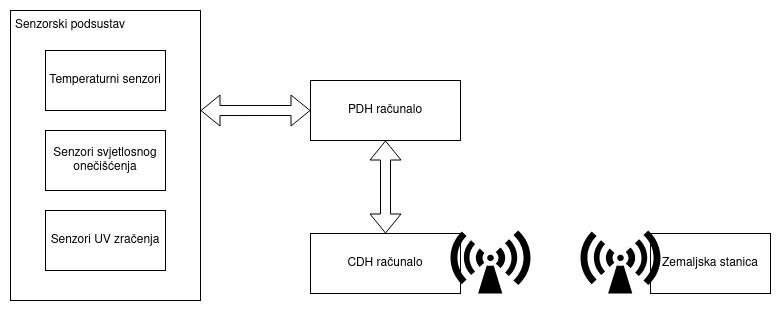 Senzorski podsustav
Temperaturni senzori
Senzori svjetlosnog
onečišćenja
Senzori UV zračenja
PDH računalo
CDH računalo
Zemaljska stanica